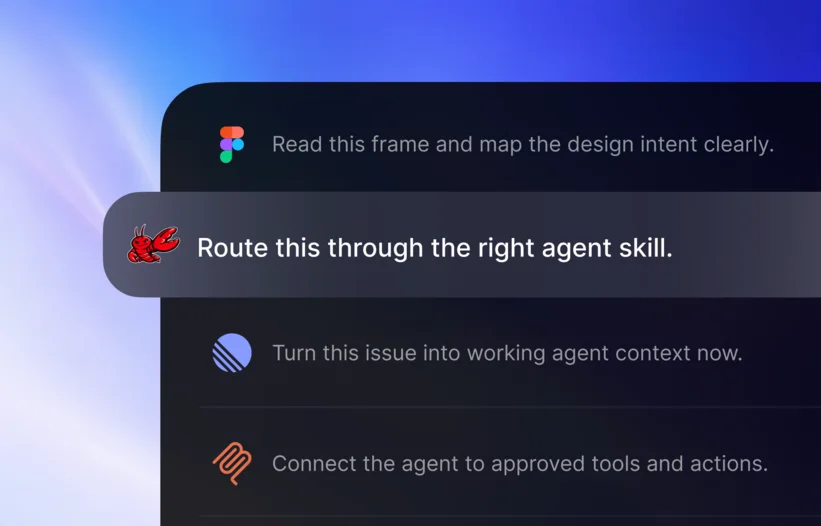 Read this frame and map the design intent clearly.
Route this through the right agent skill.
Turn this issue into working agent context now.
Connect the agent to approved tools and actions.